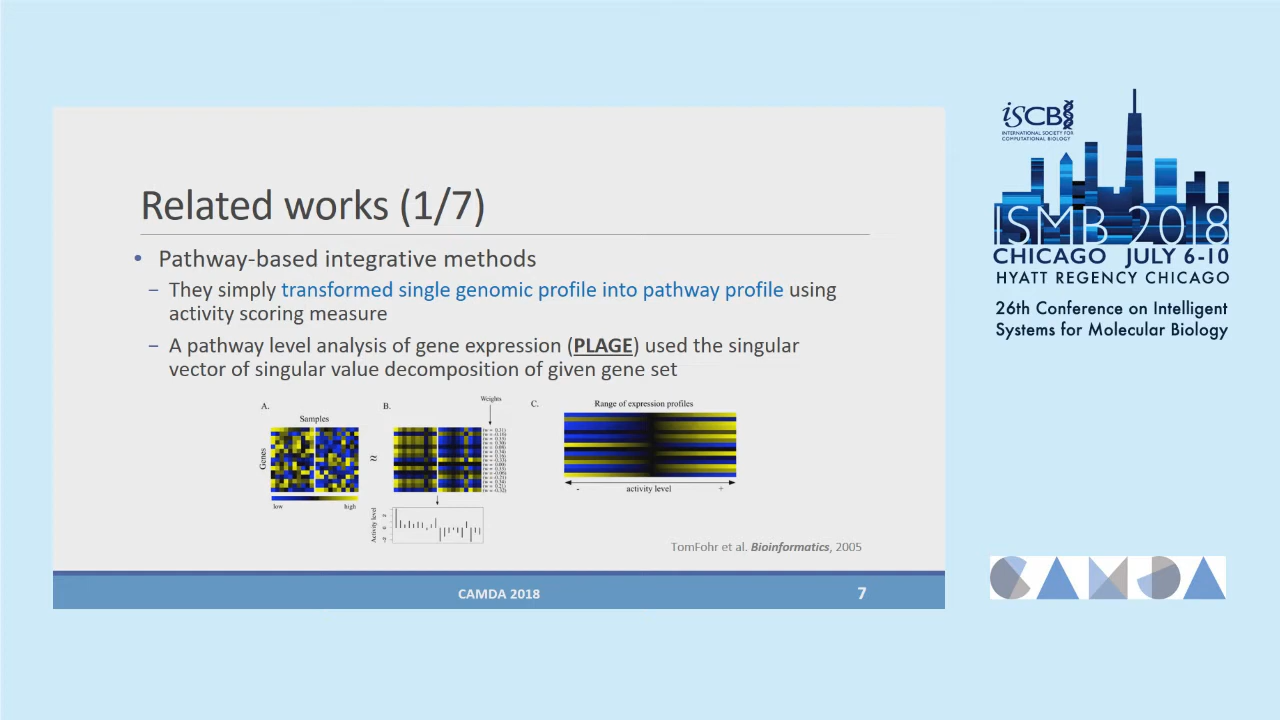 Related works (1/7)
• Pathway-based integrative methods
− They simply transformed single genomic profile into pathway profile using
activity scoring measure
− A pathway level analysis of gene expression (PLAGE) used the singular
vector of singular value decomposition of given gene set
A.
Samples
Genes
low high
≈
B.
Weights
Activity level
C.
Range of expression profiles
- activity level +
TomFohr et al. Bioinformatics, 2005
CAMDA 2018
7
iSCB
INTERNATIONAL SOCIETY FOR
COMPUTATIONAL BIOLOGY
ISMB 2018
CHICAGO JULY 6-10
HYATT REGENCY CHICAGO
26th Conference on Intelligent
Systems for Molecular Biology
CAMDA